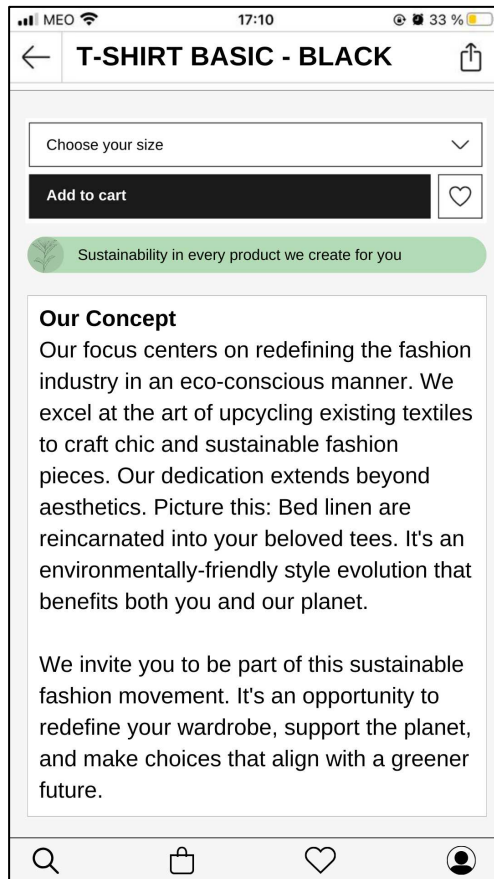 MEO 17:10 33 %
T-SHIRT BASIC - BLACK
Choose your size
Add to cart
Sustainability in every product we create for you
Our Concept
Our focus centers on redefining the fashion
industry in an eco-conscious manner. We
excel at the art of upcycling existing textiles
to craft chic and sustainable fashion
pieces. Our dedication extends beyond
aesthetics. Picture this: Bed linen are
reincarnated into your beloved tees. It's an
environmentally-friendly style evolution that
benefits both you and our planet.
We invite you to be part of this sustainable
fashion movement. It's an opportunity to
redefine your wardrobe, support the planet,
and make choices that align with a greener
future.